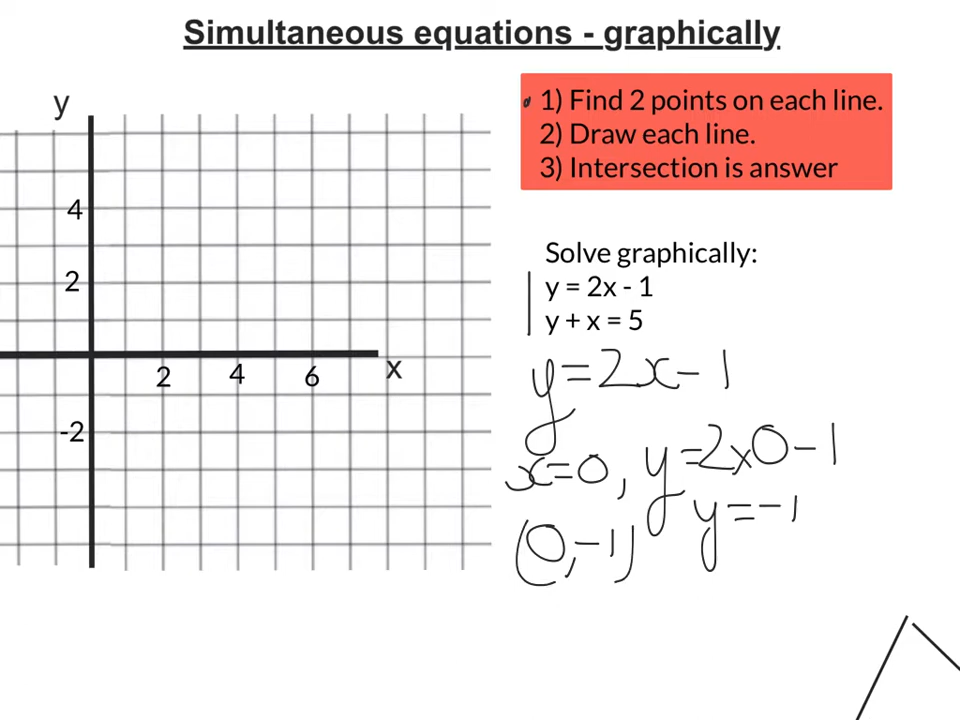 Simultaneous equations - graphically
y
1) Find 2 points on each line.
2) Draw each line.
3) Intersection is answer
4
2
Solve graphically:
y = 2x - 1
y + x = 5
2 4 6 x
-2
y=2x-1
x=0, y=2x0-1
y=-1
(0,-1)